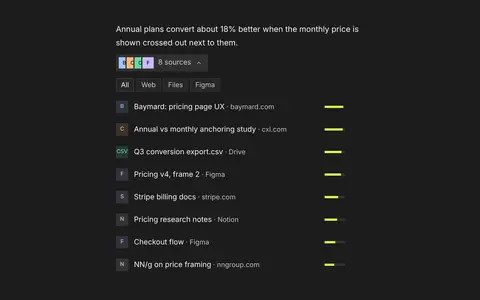 Annual plans convert about 18% better when the monthly price is
shown crossed out next to them.
B C F 8 sources
All Web Files Figma
B Baymard: pricing page UX · baymard.com
C Annual vs monthly anchoring study · cxl.com
CSV Q3 conversion export.csv · Drive
F Pricing v4, frame 2 · Figma
S Stripe billing docs · stripe.com
N Pricing research notes · Notion
F Checkout flow · Figma
N NN/g on price framing · nngroup.com